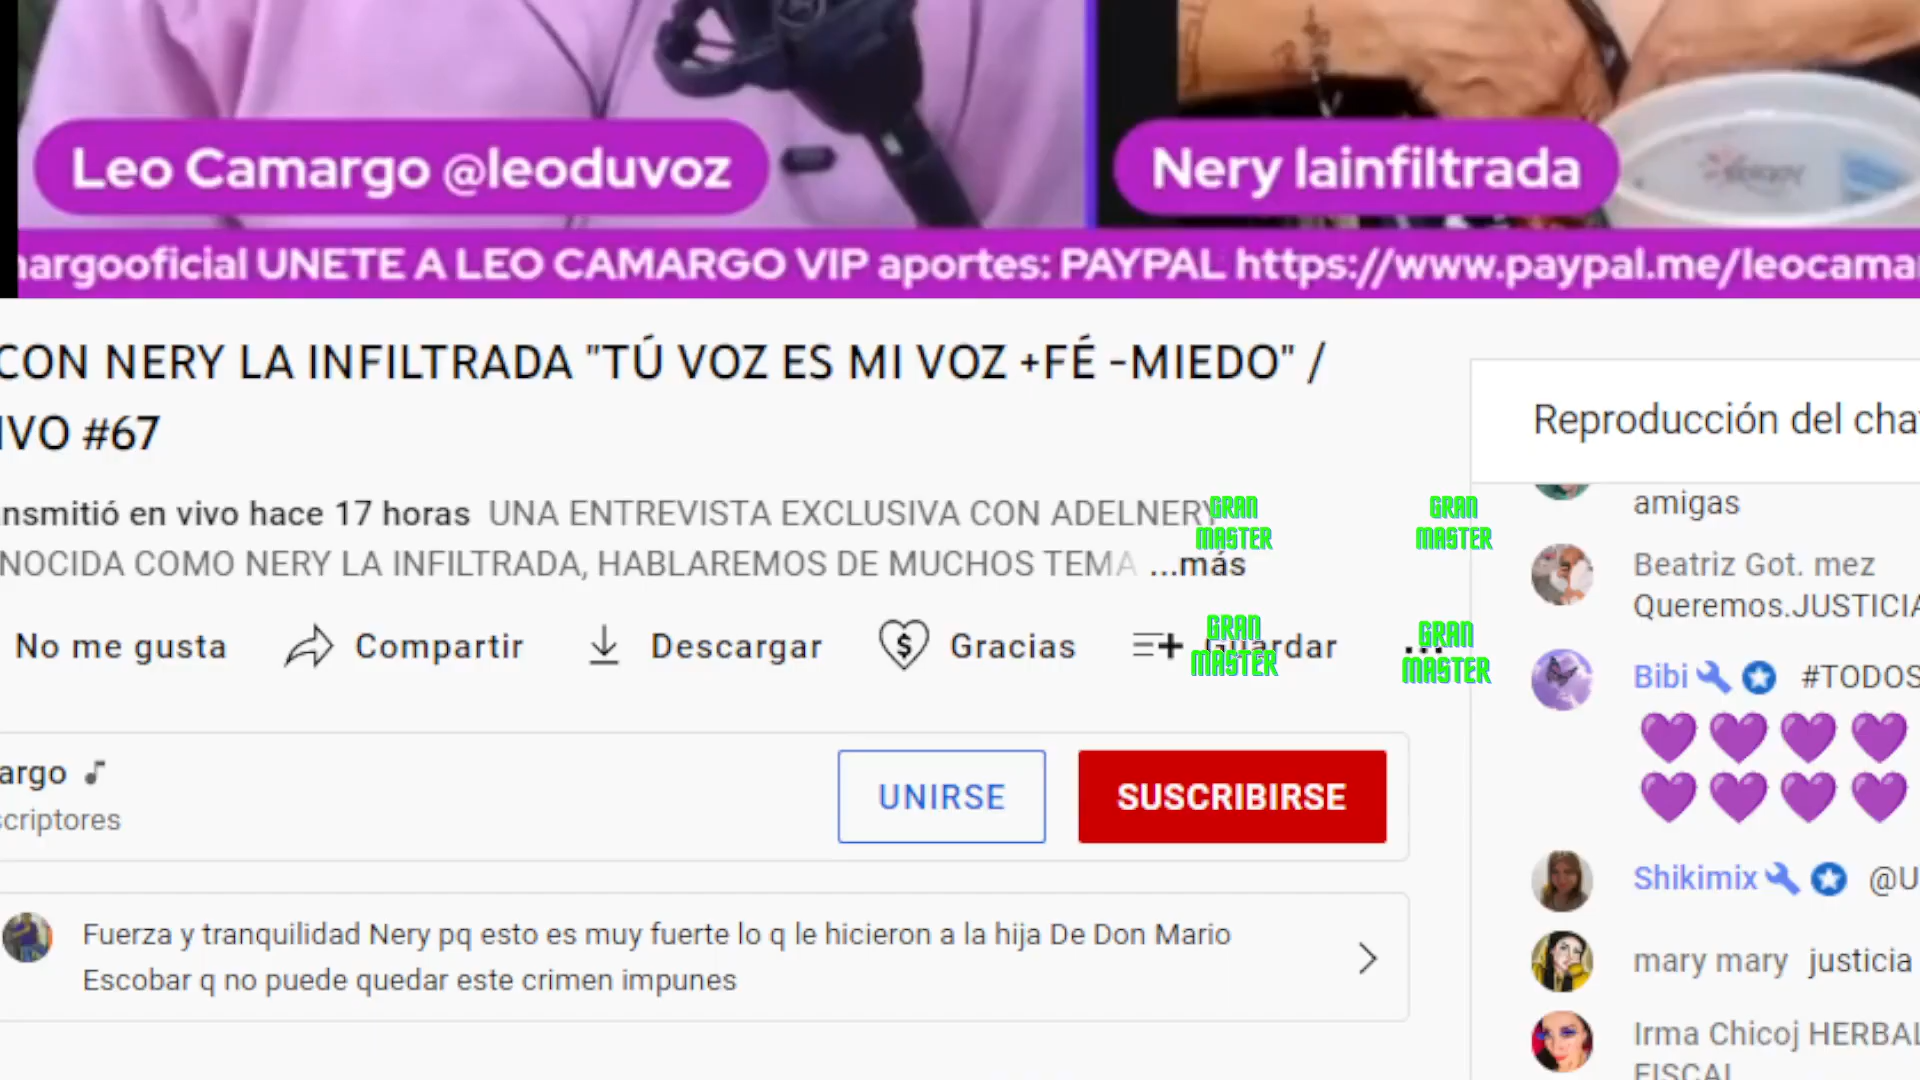 Leo Camargo @leoduvoz
Nery lainfiltrada
argooficial UNETE A LEO CAMARGO VIP aportes: PAYPAL https://www.paypal.me/leocama
CON NERY LA INFILTRADA "TÚ VOZ ES MI VOZ +FÉ -MIEDO" /
IVO #67
nsmitió en vivo hace 17 horas UNA ENTREVISTA EXCLUSIVA CON ADELNERY
NOCIDA COMO NERY LA INFILTRADA, HABLAREMOS DE MUCHOS TEMA ...más
GRAN
MASTER
GRAN
MASTER
No me gusta Compartir Descargar Gracias Guardar ...
GRAN
MASTER
GRAN
MASTER
argo
scriptores
UNIRSE
SUSCRIBIRSE
Fuerza y tranquilidad Nery pq esto es muy fuerte lo q le hicieron a la hija De Don Mario
Escobar q no puede quedar este crimen impunes
Reproducción del cha
amigas
Beatriz Got. mez
Queremos.JUSTICIA
Bibi #TODOS
Shikimix @U
mary mary justicia
Irma Chicoj HERBAL
FISCAL